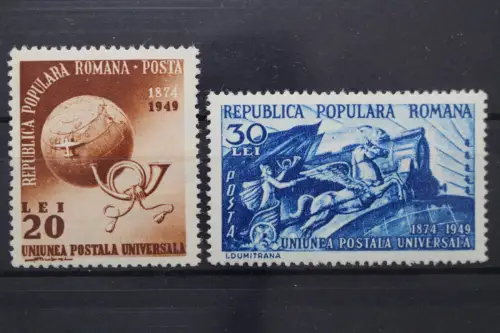 REPUBLICA POPULARA ROMANA · POSTA
1874
1949
LEI
20
UNIUNEA POSTALA UNIVERSALA
REPUBLICA POPULARA ROMANA
30
LEI
POSTA
1874-1949
UNIUNEA POSTALA UNIVERSALA
I.DUMITRANA